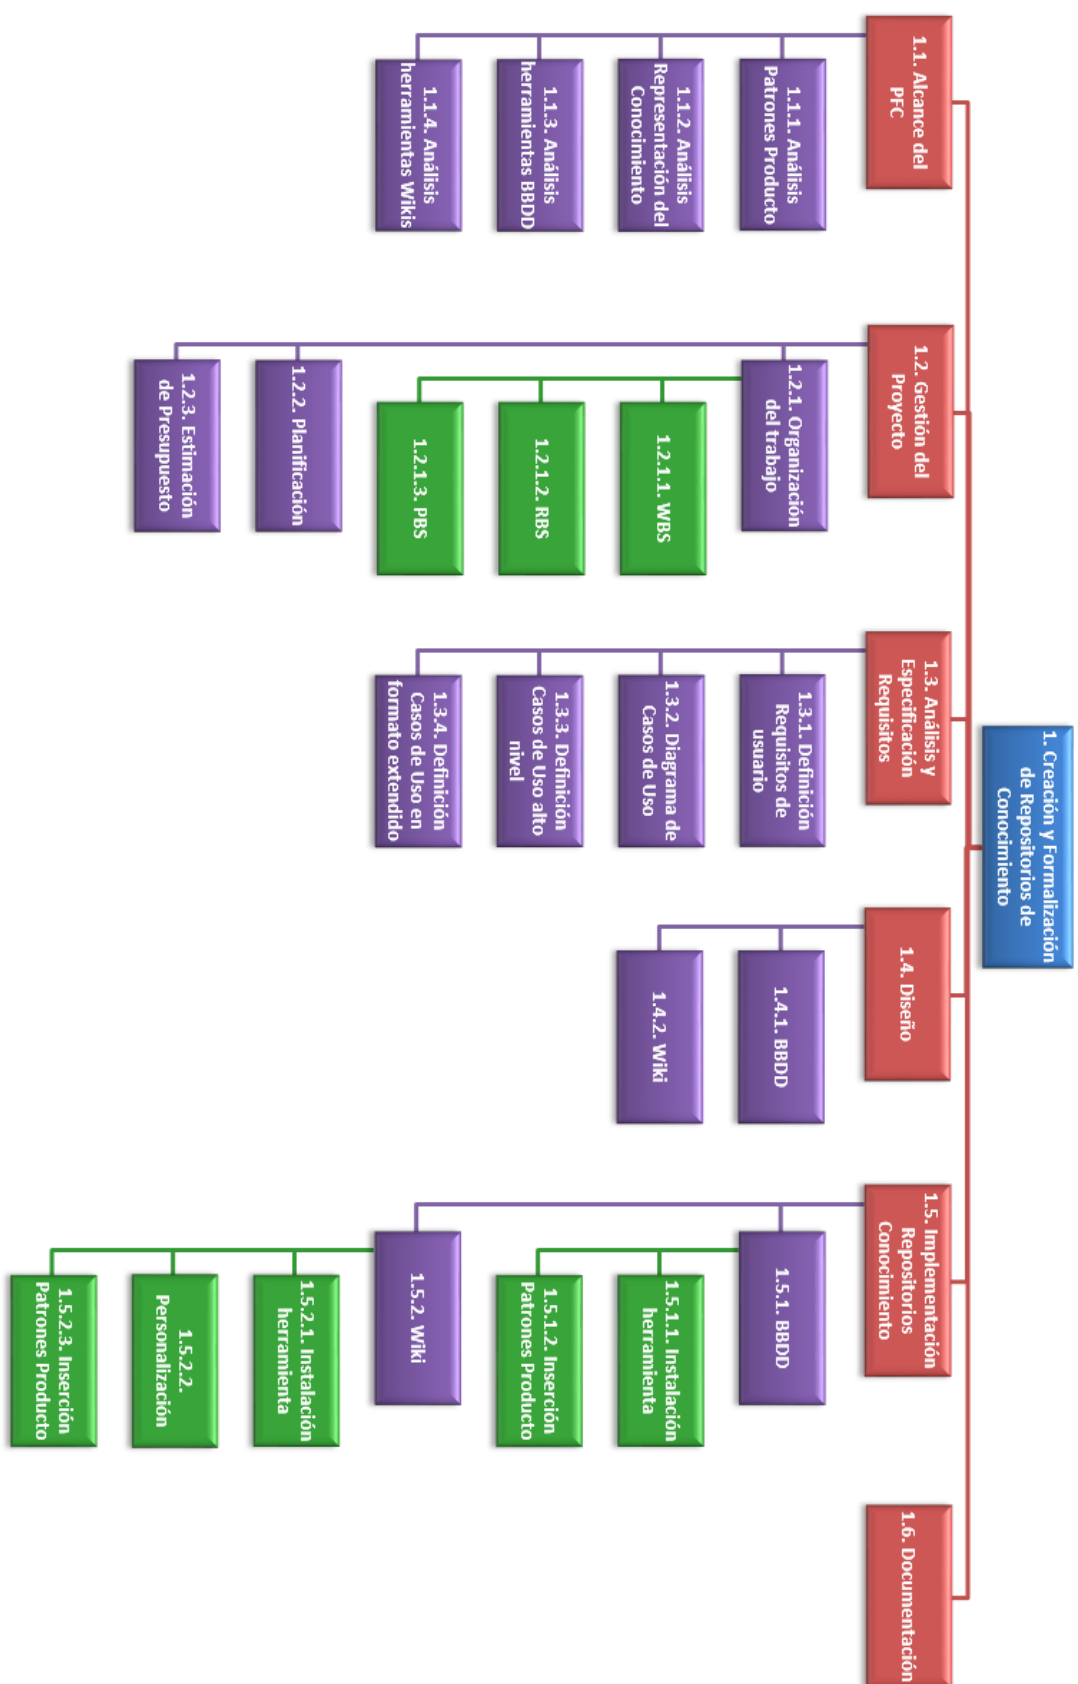 1. Creación y Formalización
de Repositorios de
Conocimiento
1.1. Alcance del
PFC
1.1.1. Análisis
Patrones Producto
1.1.2. Análisis
Representación del
Conocimiento
1.1.3. Análisis
herramientas BBDD
1.1.4. Análisis
herramientas Wikis
1.2. Gestión del
Proyecto
1.2.1. Organización
del trabajo
1.2.1.1. WBS
1.2.1.2. RBS
1.2.1.3. PBS
1.2.2. Planificación
1.2.3. Estimación
de Presupuesto
1.3. Análisis y
Especificación
Requisitos
1.3.1. Definición
Requisitos de
usuario
1.3.2. Diagrama de
Casos de Uso
1.3.3. Definición
Casos de Uso alto
nivel
1.3.4. Definición
Casos de Uso en
formato extendido
1.4. Diseño
1.4.1. BBDD
1.4.2. Wiki
1.5. Implementación
Repositorios
Conocimiento
1.5.1. BBDD
1.5.1.1. Instalación
herramienta
1.5.1.2. Inserción
Patrones Producto
1.5.2. Wiki
1.5.2.1. Instalación
herramienta
1.5.2.2.
Personalización
1.5.2.3. Inserción
Patrones Producto
1.6. Documentación